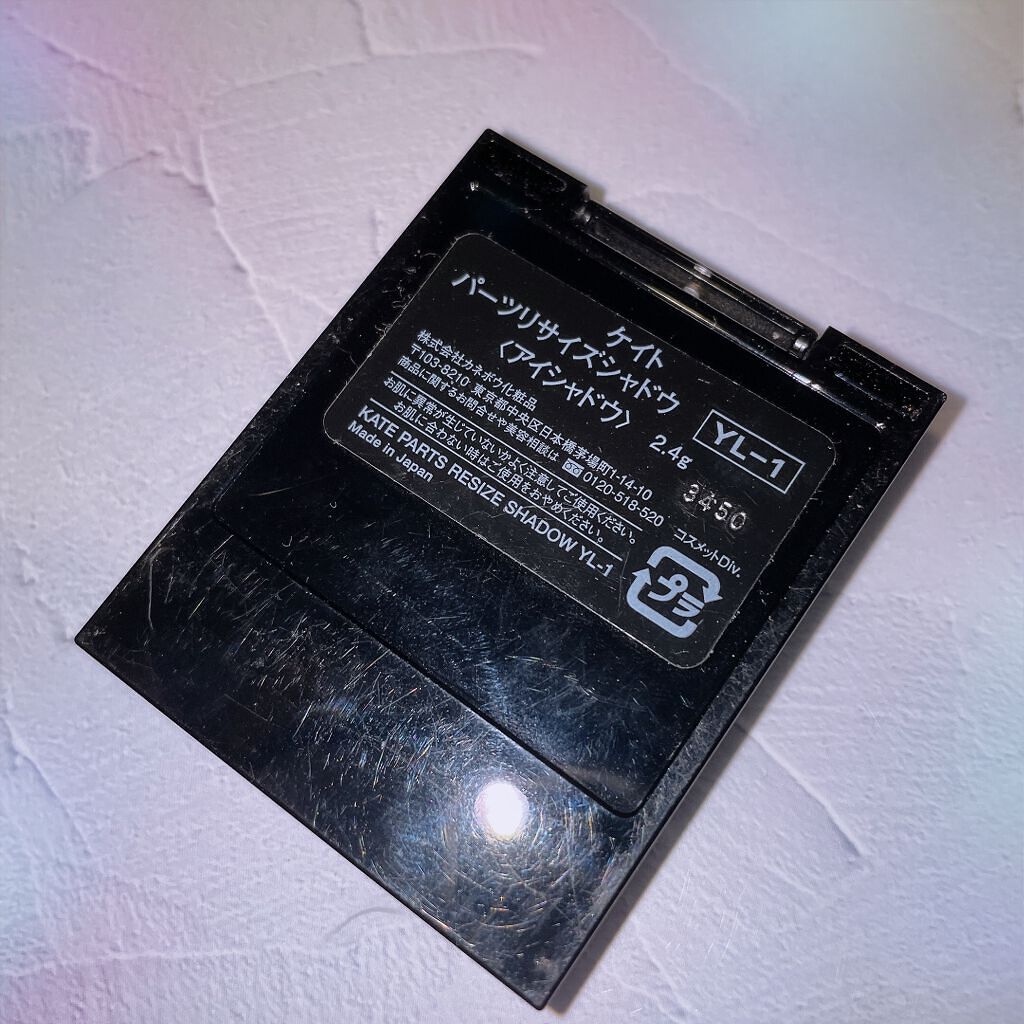 ケイト
パーツリサイズシャドウ
〈アイシャドウ〉 2.4g
YL-1
株式会社カネボウ化粧品
〒103-8210 東京都中央区日本橋茅場町1-14-10
商品に関するお問合せや美容相談は 0120-518-520
3450
コスメットDiv.
お肌に異常が生じていないかよく注意してご使用ください。
お肌に合わない時は、ご使用をおやめください。
KATE PARTS RESIZE SHADOW YL-1
Made in Japan
プラ